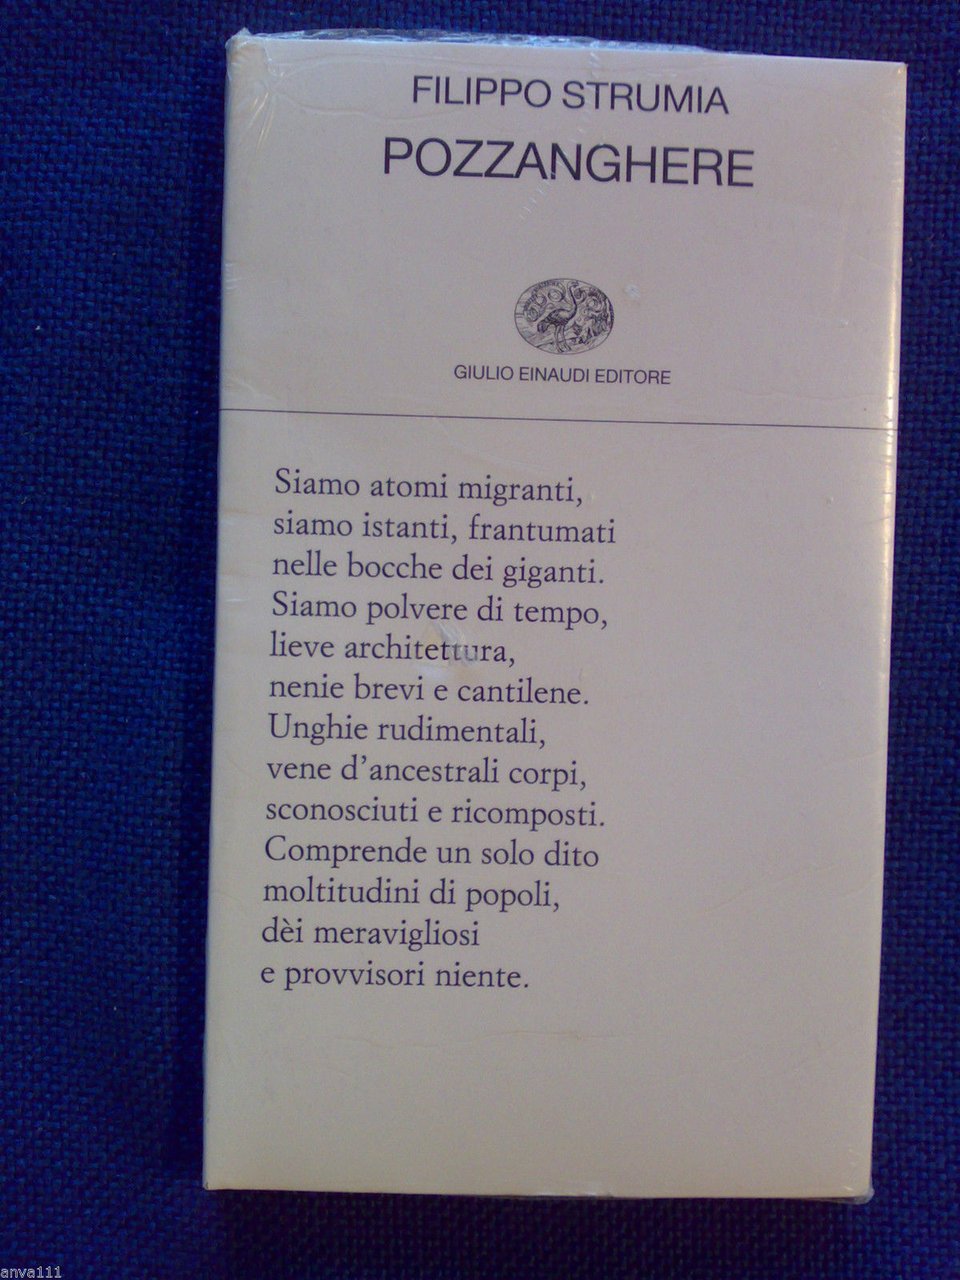 FILIPPO STRUMIA
POZZANGHERE
GIULIO EINAUDI EDITORE
Siamo atomi migranti,
siamo istanti, frantumati
nelle bocche dei giganti.
Siamo polvere di tempo,
lieve architettura,
nenie brevi e cantilene.
Unghie rudimentali,
vene d'ancestrali corpi,
sconosciuti e ricomposti.
Comprende un solo dito
moltitudini di popoli,
dèi meravigliosi
e provvisori niente.
anva111